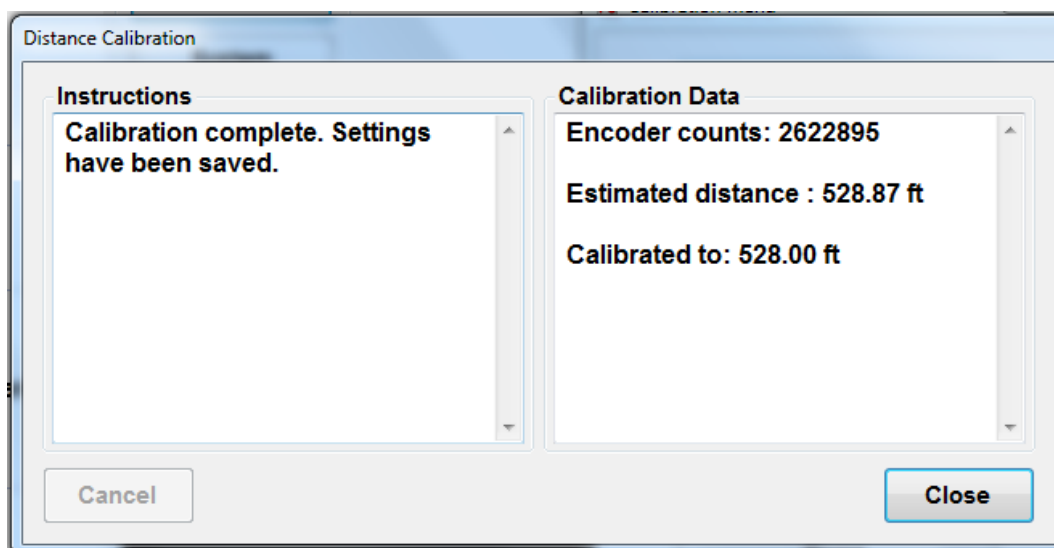 Distance Calibration
Instructions
Calibration complete. Settings
have been saved.
Calibration Data
Encoder counts: 2622895
Estimated distance : 528.87 ft
Calibrated to: 528.00 ft
Cancel
Close